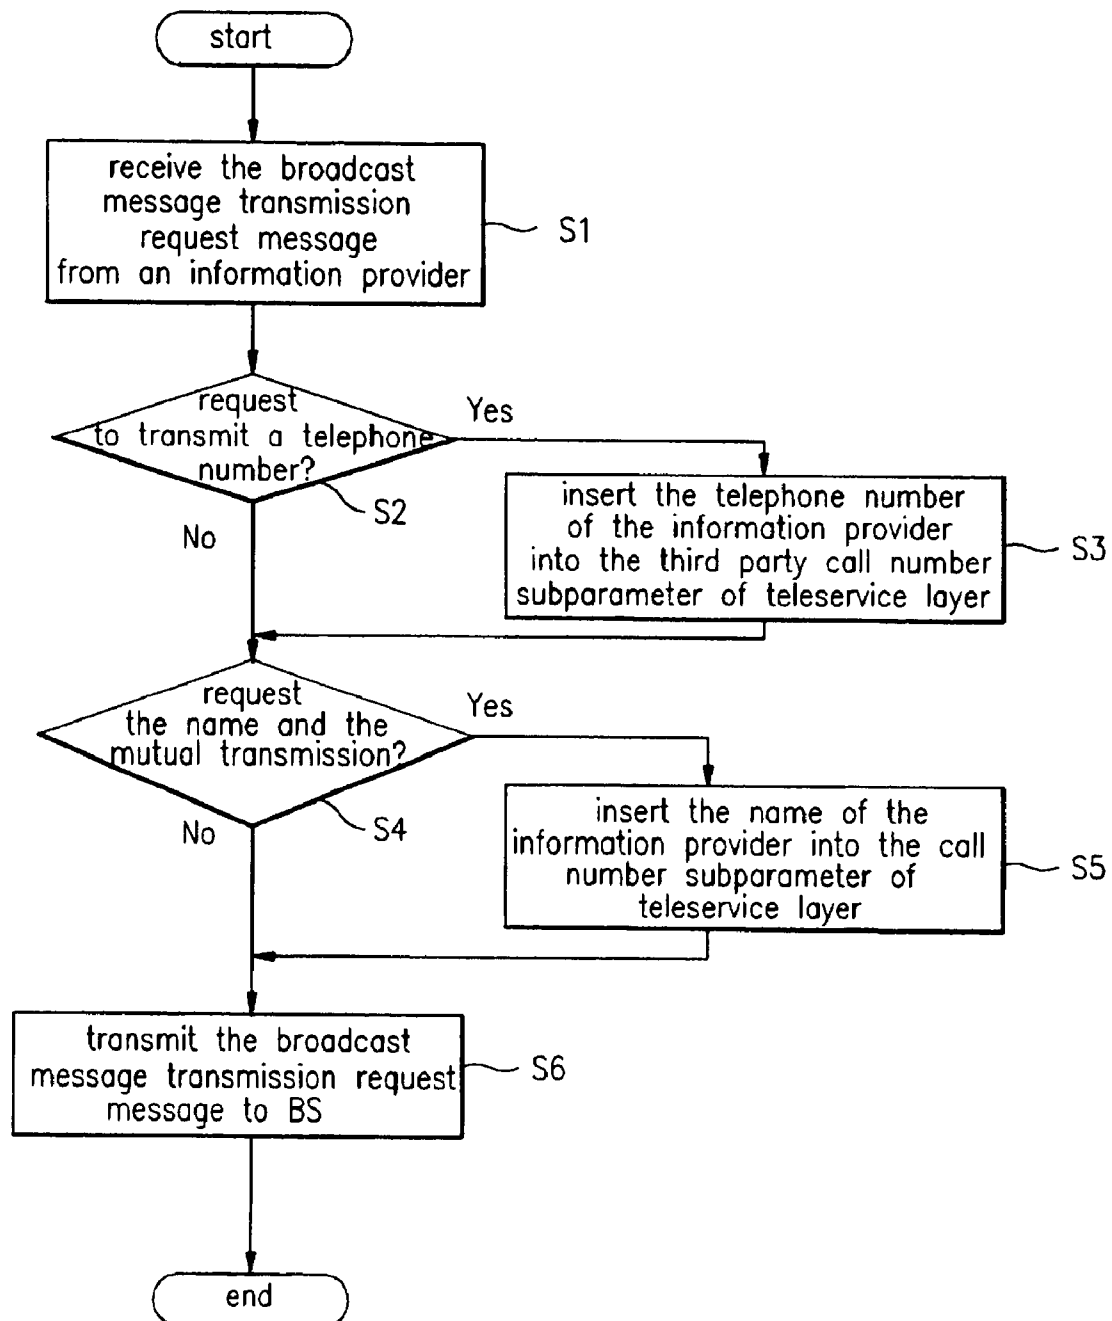 start
receive the broadcast
message transmission
request message
from an information provider
S1
request
to transmit a telephone
number?
Yes
S2
No
insert the telephone number
of the information provider
into the third party call number
subparameter of teleservice layer
S3
request
the name and the
mutual transmission?
Yes
S4
No
insert the name of the
information provider into the call
number subparameter of
teleservice layer
S5
transmit the broadcast
message transmission request
message to BS
S6
end